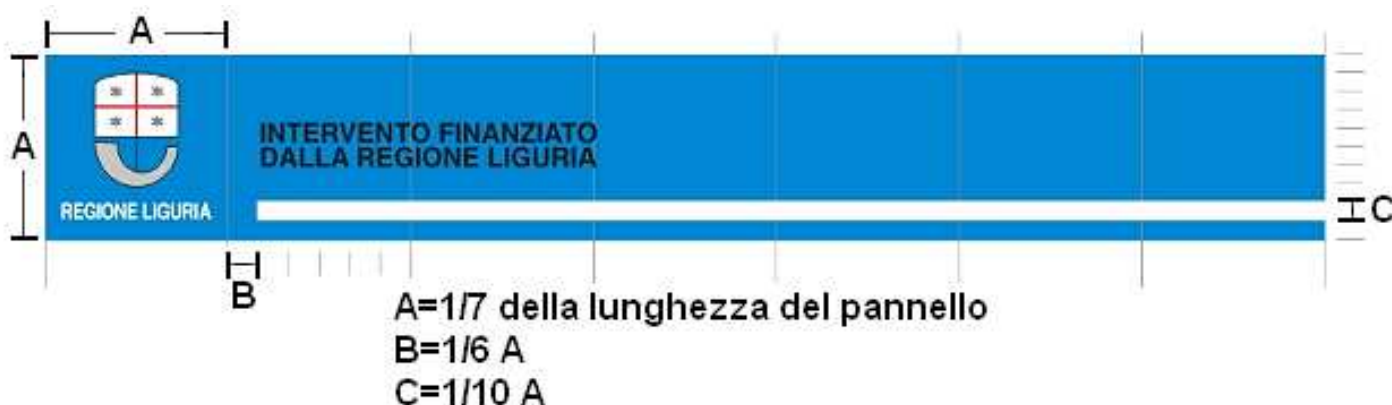 A
A
INTERVENTO FINANZIATO
DALLA REGIONE LIGURIA
REGIONE LIGURIA
C
B
A=1/7 della lunghezza del pannello
B=1/6 A
C=1/10 A